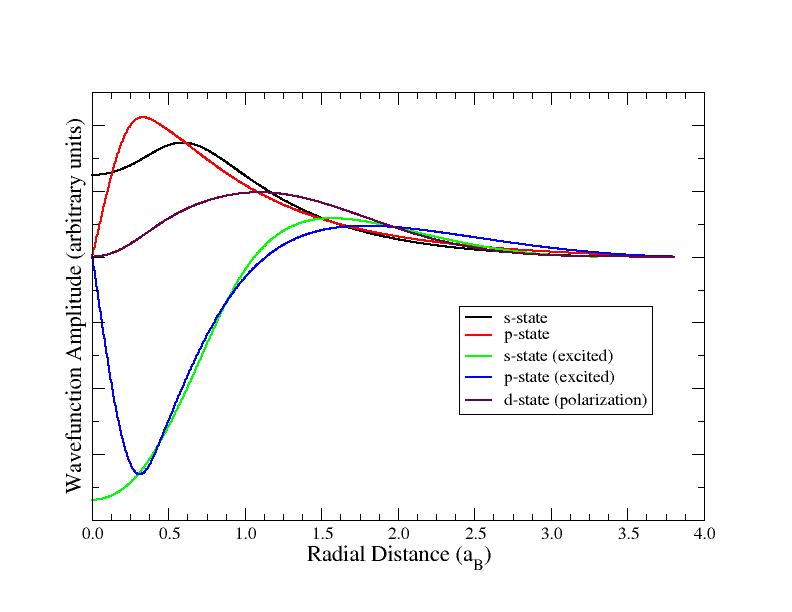 Wavefunction Amplitude (arbitrary units)
s-state
p-state
s-state (excited)
p-state (excited)
d-state (polarization)
0.0 0.5 1.0 1.5 2.0 2.5 3.0 3.5 4.0
Radial Distance (a_B)